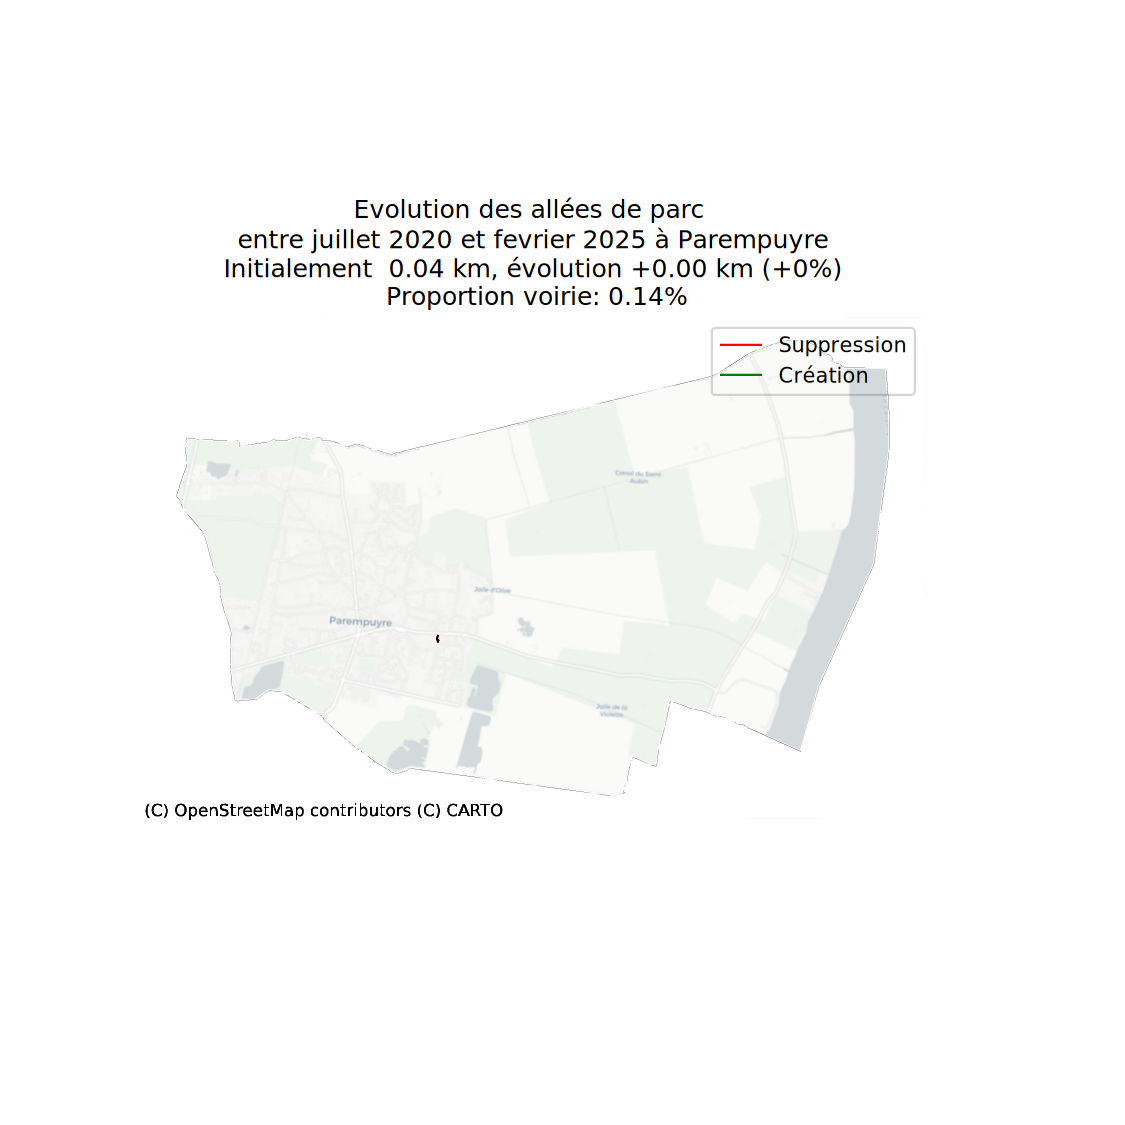 Evolution des allées de parc
entre juillet 2020 et fevrier 2025 à Parempuyre
Initialement  0.04 km, évolution +0.00 km (+0%)
Proportion voirie: 0.14%
Suppression
Création
Canal du Saint-
Aubin
Jalle d'Olive
Parempuyre
Jalle de la
Violette
(C) OpenStreetMap contributors (C) CARTO